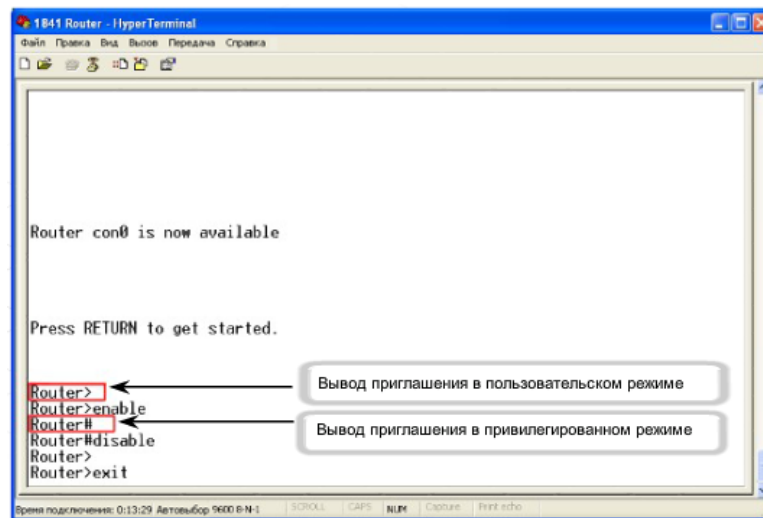 1841 Router - HyperTerminal
Файл Правка Вид Вызов Передача Справка
Router con0 is now available
Press RETURN to get started.
Router>
Вывод приглашения в пользовательском режиме
Router>enable
Router#
Вывод приглашения в привилегированном режиме
Router#disable
Router>
Router>exit
Время подключения: 0:13:29 Автовыбор 9600 8-N-1 SCROLL CAPS NUM Capture Print echo